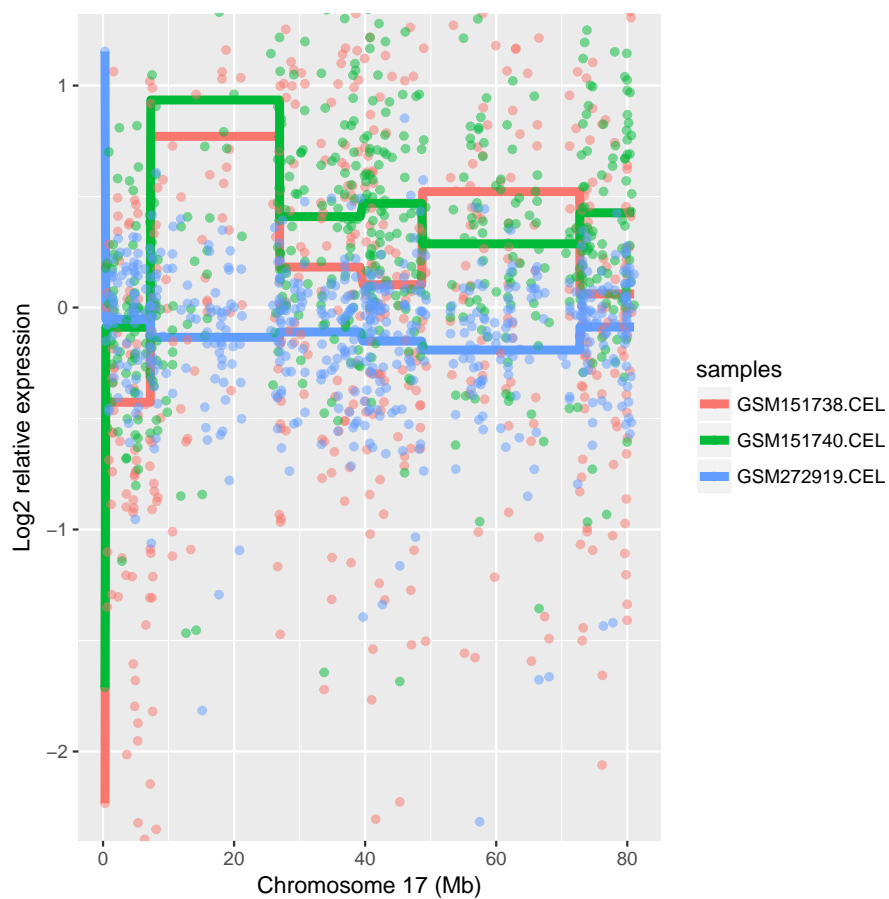 1
0
−1
−2
0
20
40
60
80
Log2 relative expression
Chromosome 17 (Mb)
samples
GSM151738.CEL
GSM151740.CEL
GSM272919.CEL